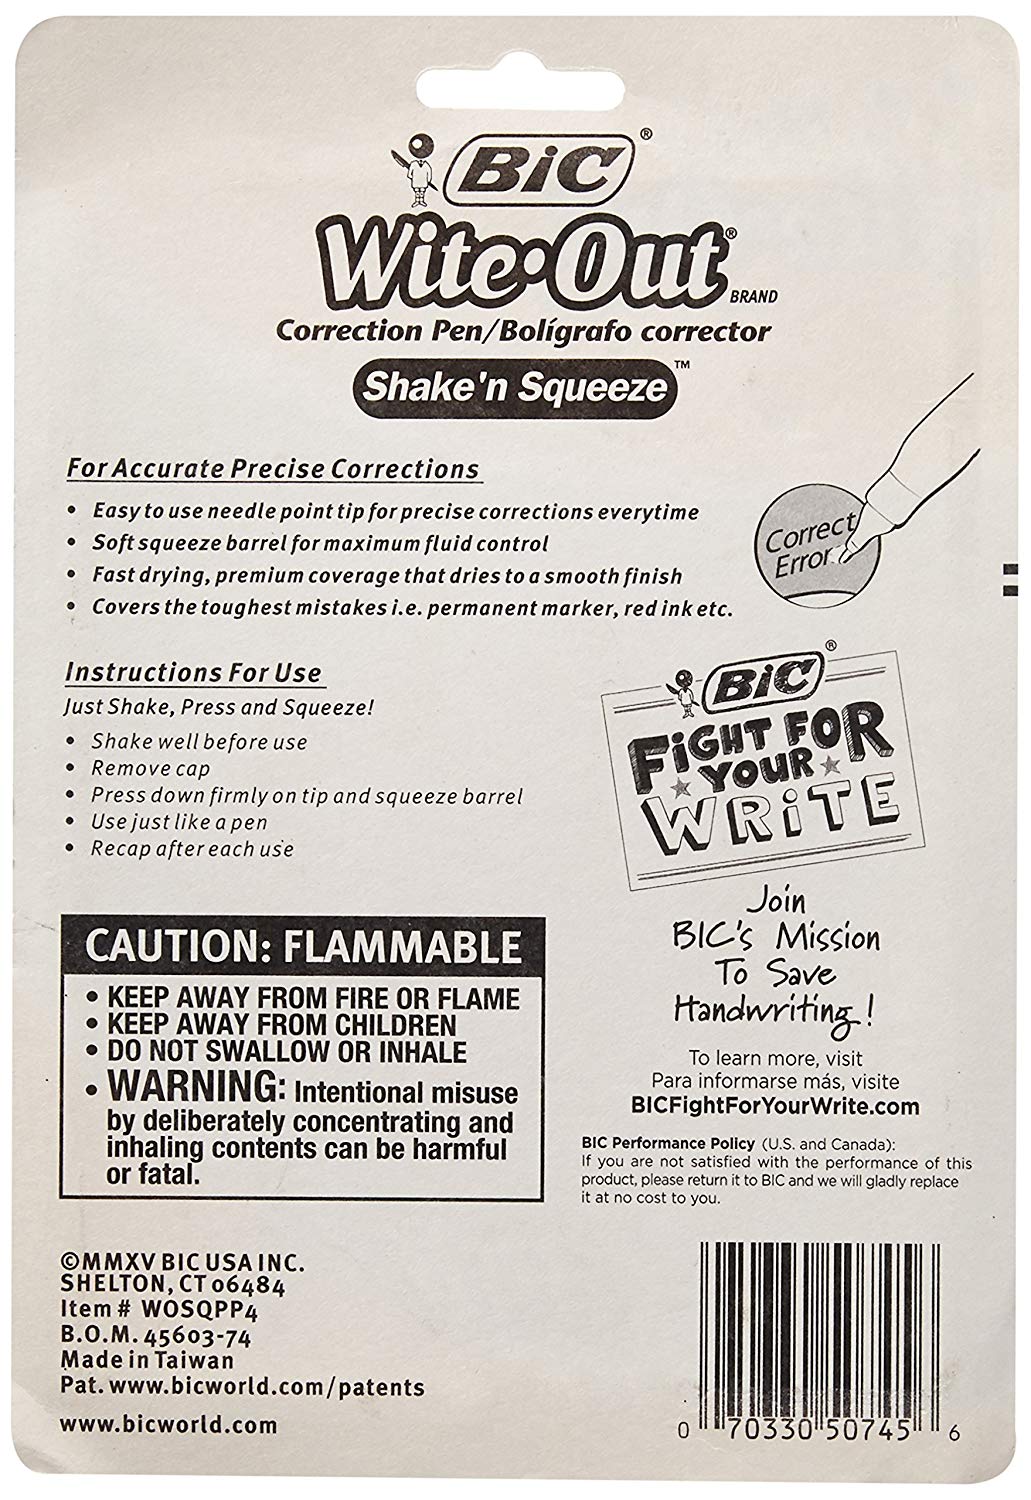 BiC®
Wite•Out® BRAND
Correction Pen/Bolígrafo corrector
Shake'n Squeeze™
For Accurate Precise Corrections
• Easy to use needle point tip for precise corrections everytime
• Soft squeeze barrel for maximum fluid control
• Fast drying, premium coverage that dries to a smooth finish
• Covers the toughest mistakes i.e. permanent marker, red ink etc.
Correct
Error
Instructions For Use
Just Shake, Press and Squeeze!
• Shake well before use
• Remove cap
• Press down firmly on tip and squeeze barrel
• Use just like a pen
• Recap after each use
BiC®
FiGHT FOR
YOUR
WRiTE
Join
BIC's Mission
To Save
Handwriting!
To learn more, visit
Para informarse más, visite
BICFightForYourWrite.com
BIC Performance Policy (U.S. and Canada):
If you are not satisfied with the performance of this
product, please return it to BIC and we will gladly replace
it at no cost to you.
CAUTION: FLAMMABLE
• KEEP AWAY FROM FIRE OR FLAME
• KEEP AWAY FROM CHILDREN
• DO NOT SWALLOW OR INHALE
• WARNING: Intentional misuse
by deliberately concentrating and
inhaling contents can be harmful
or fatal.
©MMXV BIC USA INC.
SHELTON, CT 06484
Item # WOSQPP4
B.O.M. 45603-74
Made in Taiwan
Pat. www.bicworld.com/patents
www.bicworld.com
0 70330 50745 6